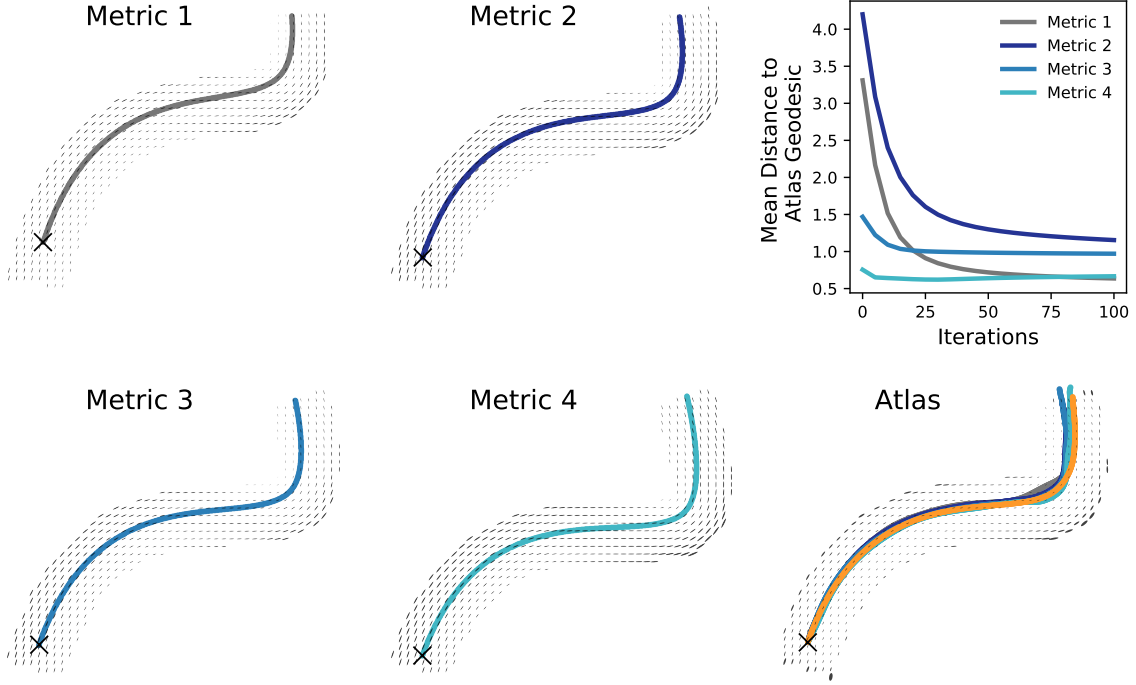 Metric 1
Metric 2
Mean Distance to
Atlas Geodesic
4.0
3.5
3.0
2.5
2.0
1.5
1.0
0.5
Metric 1
Metric 2
Metric 3
Metric 4
0 25 50 75 100
Iterations
Metric 3
Metric 4
Atlas